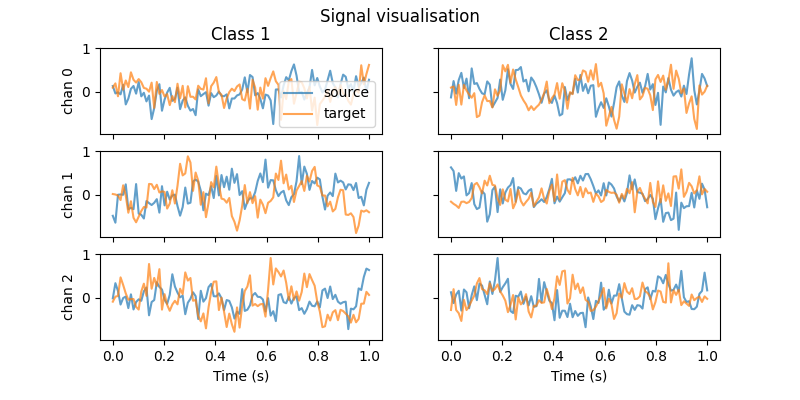 Signal visualisation
Class 1
Class 2
chan 0
1
0
source
target
chan 1
1
0
chan 2
1
0
0.0 0.2 0.4 0.6 0.8 1.0
0.0 0.2 0.4 0.6 0.8 1.0
Time (s)
Time (s)